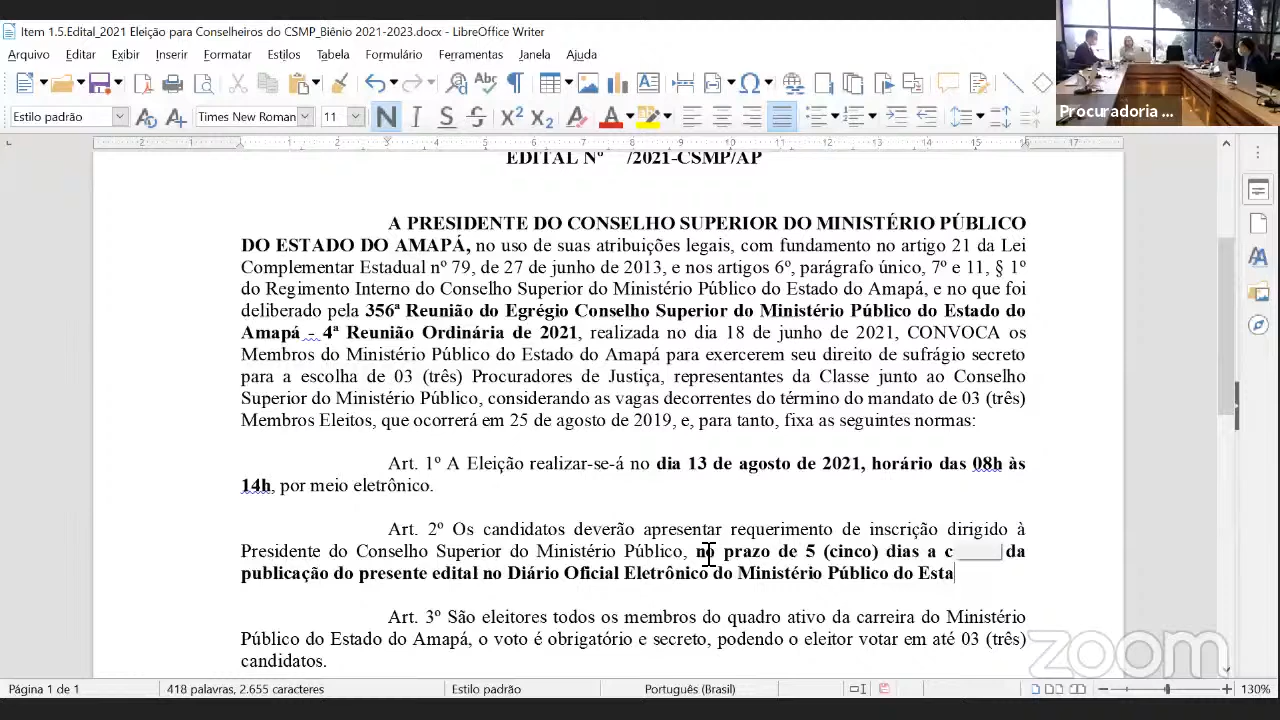 Item 1.5.Edital_2021 Eleição para Conselheiros do CSMP_Biênio 2021-2023.docx - LibreOffice Writer
Arquivo Editar Exibir Inserir Formatar Estilos Tabela Formulário Ferramentas Janela Ajuda
Estilo padrão
Times New Roman
Procuradoria ...
EDITAL Nº /2021-CSMP/AP
A PRESIDENTE DO CONSELHO SUPERIOR DO MINISTÉRIO PÚBLICO
DO ESTADO DO AMAPÁ, no uso de suas atribuições legais, com fundamento no artigo 21 da Lei
Complementar Estadual nº 79, de 27 de junho de 2013, e nos artigos 6º, parágrafo único, 7º e 11, § 1º
do Regimento Interno do Conselho Superior do Ministério Público do Estado do Amapá, e no que foi
deliberado pela 356ª Reunião do Egrégio Conselho Superior do Ministério Público do Estado do
Amapá - 4ª Reunião Ordinária de 2021, realizada no dia 18 de junho de 2021, CONVOCA os
Membros do Ministério Público do Estado do Amapá para exercerem seu direito de sufrágio secreto
para a escolha de 03 (três) Procuradores de Justiça, representantes da Classe junto ao Conselho
Superior do Ministério Público, considerando as vagas decorrentes do término do mandato de 03 (três)
Membros Eleitos, que ocorrerá em 25 de agosto de 2019, e, para tanto, fixa as seguintes normas:
Art. 1º A Eleição realizar-se-á no dia 13 de agosto de 2021, horário das 08h às
14h, por meio eletrônico.
Art. 2º Os candidatos deverão apresentar requerimento de inscrição dirigido à
Presidente do Conselho Superior do Ministério Público, no prazo de 5 (cinco) dias a c da
publicação do presente edital no Diário Oficial Eletrônico do Ministério Público do Esta
Art. 3º São eleitores todos os membros do quadro ativo da carreira do Ministério
Público do Estado do Amapá, o voto é obrigatório e secreto, podendo o eleitor votar em até 03 (três)
candidatos.
zoom
Página 1 de 1 418 palavras, 2.655 caracteres Estilo padrão Português (Brasil) 130%